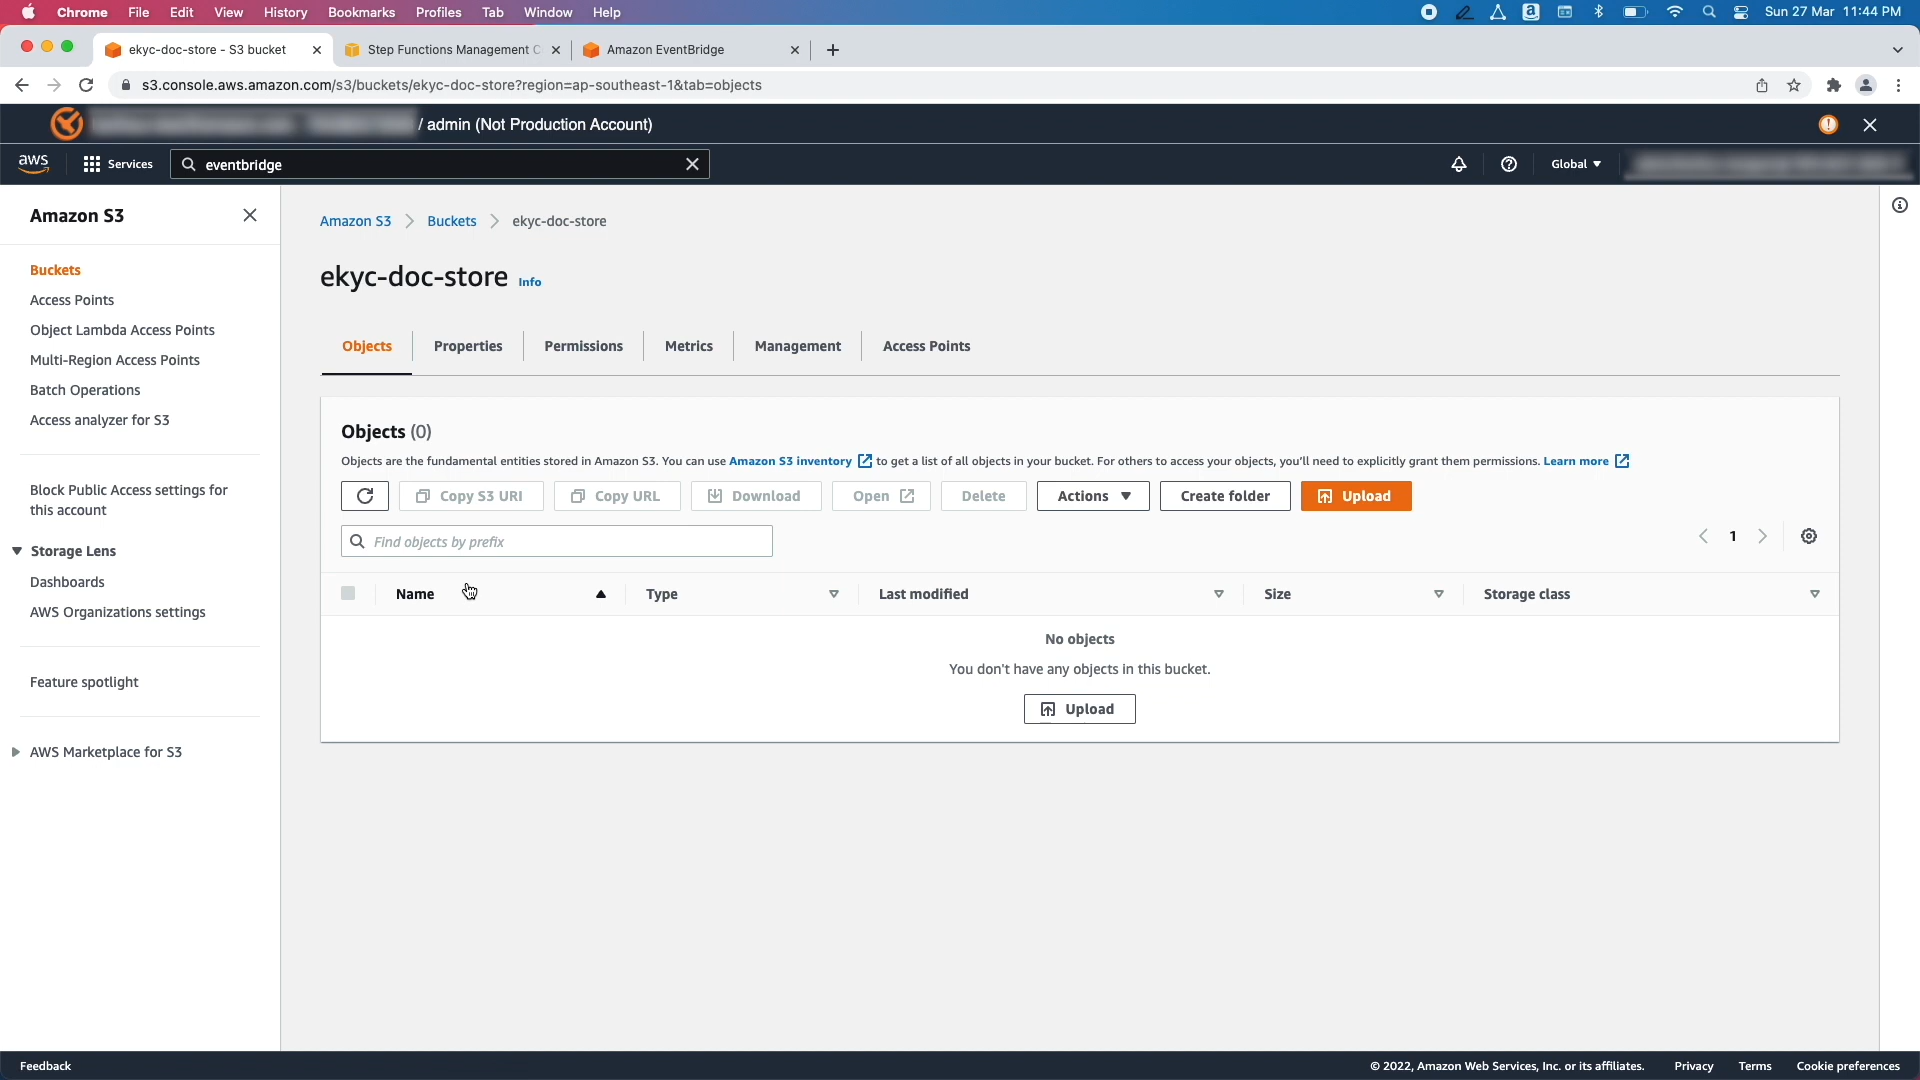 Chrome File Edit View History Bookmarks Profiles Tab Window Help Sun 27 Mar 11:44 PM
ekyc-doc-store - S3 bucket Step Functions Management C Amazon EventBridge
s3.console.aws.amazon.com/s3/buckets/ekyc-doc-store?region=ap-southeast-1&tab=objects
/ admin (Not Production Account)
aws Services eventbridge Global
Amazon S3
Buckets
Access Points
Object Lambda Access Points
Multi-Region Access Points
Batch Operations
Access analyzer for S3
Block Public Access settings for
this account
Storage Lens
Dashboards
AWS Organizations settings
Feature spotlight
AWS Marketplace for S3
Amazon S3 Buckets ekyc-doc-store
ekyc-doc-store Info
Objects Properties Permissions Metrics Management Access Points
Objects (0)
Objects are the fundamental entities stored in Amazon S3. You can use Amazon S3 inventory to get a list of all objects in your bucket. For others to access your objects, you'll need to explicitly grant them permissions. Learn more
Copy S3 URI Copy URL Download Open Delete Actions Create folder Upload
Find objects by prefix 1
Name Type Last modified Size Storage class
No objects
You don't have any objects in this bucket.
Upload
Feedback © 2022, Amazon Web Services, Inc. or its affiliates. Privacy Terms Cookie preferences